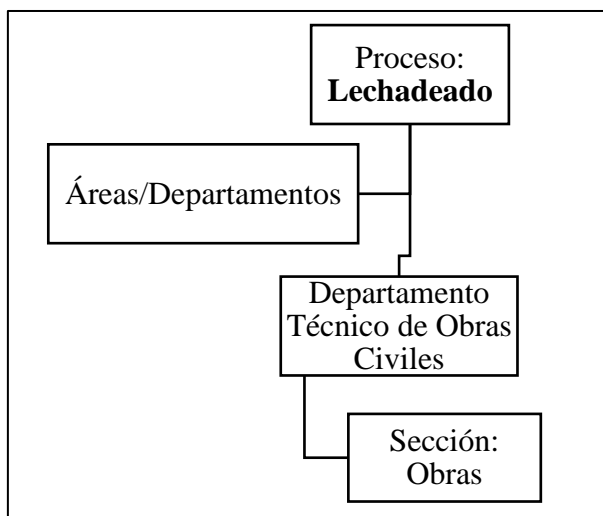 Proceso:
Lechadeado
Áreas/Departamentos
Departamento
Técnico de Obras
Civiles
Sección:
Obras